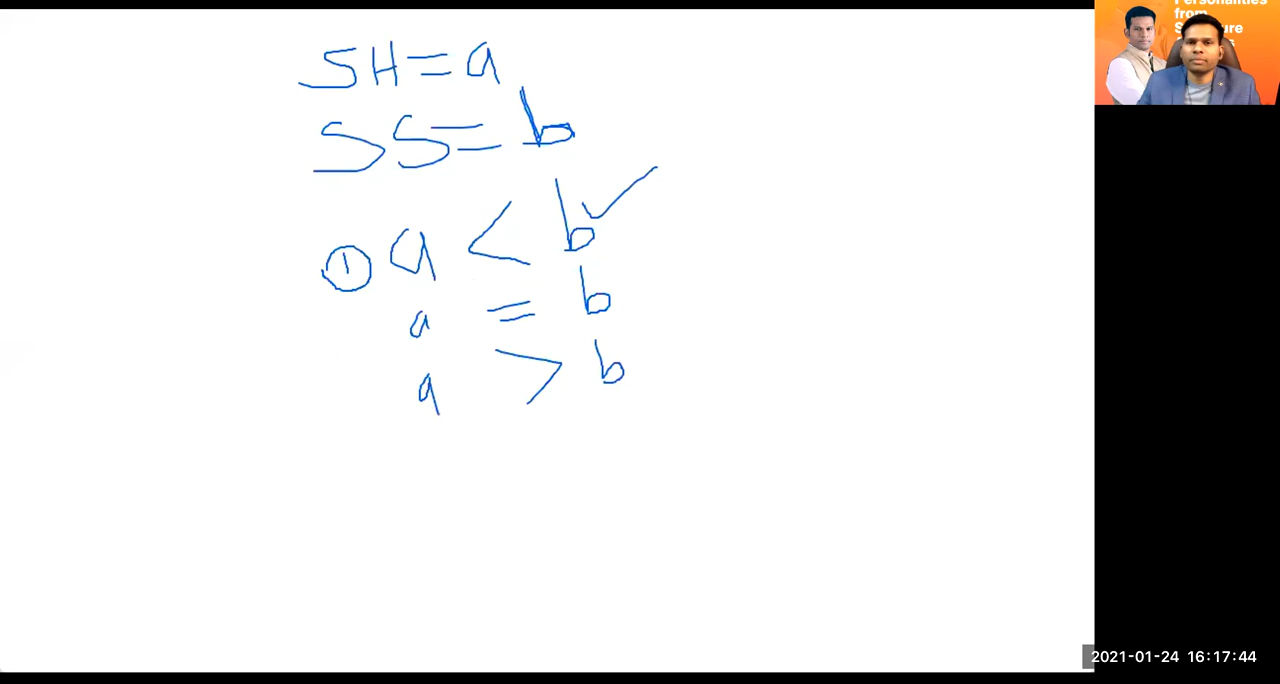 SH = a
SS = b
① a < b ✓
a = b
a > b
Personalities
from
2021-01-24 16:17:44